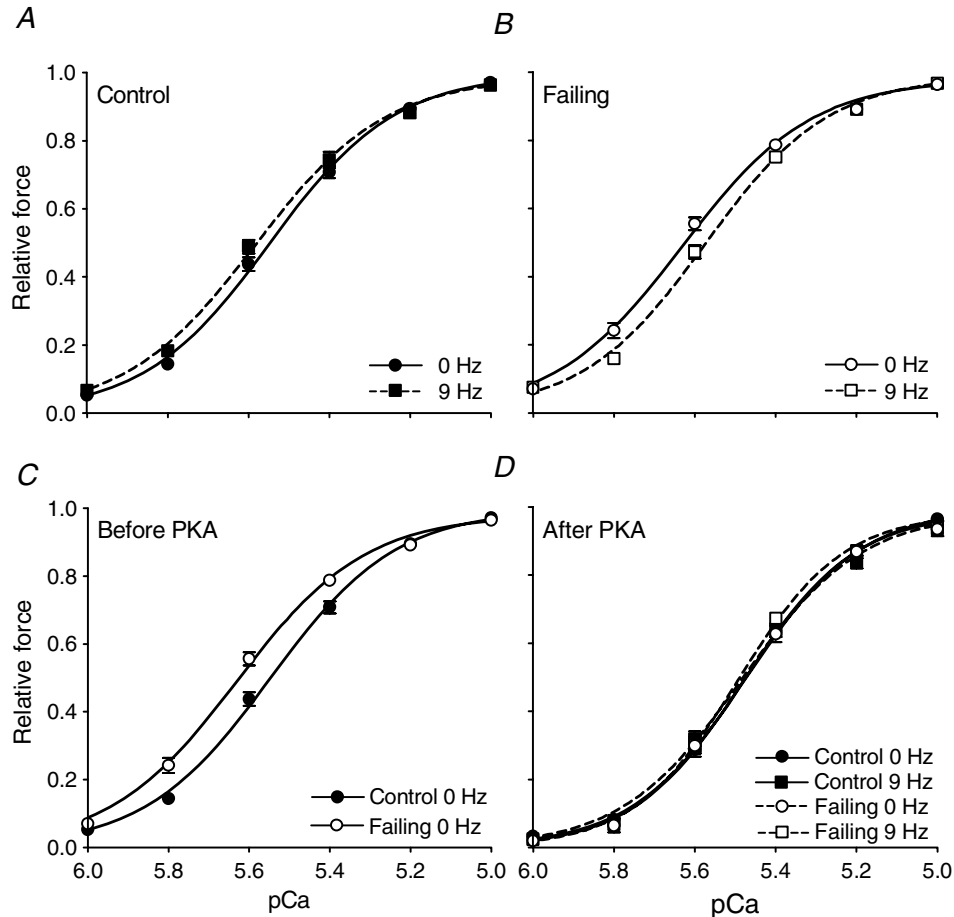 A
B
1.0
0.8
0.6
0.4
0.2
0.0
Relative force
Control
0 Hz
9 Hz
Failing
0 Hz
9 Hz
C
D
1.0
0.8
0.6
0.4
0.2
0.0
Relative force
Before PKA
Control 0 Hz
Failing 0 Hz
6.0 5.8 5.6 5.4 5.2 5.0
pCa
After PKA
Control 0 Hz
Control 9 Hz
Failing 0 Hz
Failing 9 Hz
6.0 5.8 5.6 5.4 5.2 5.0
pCa